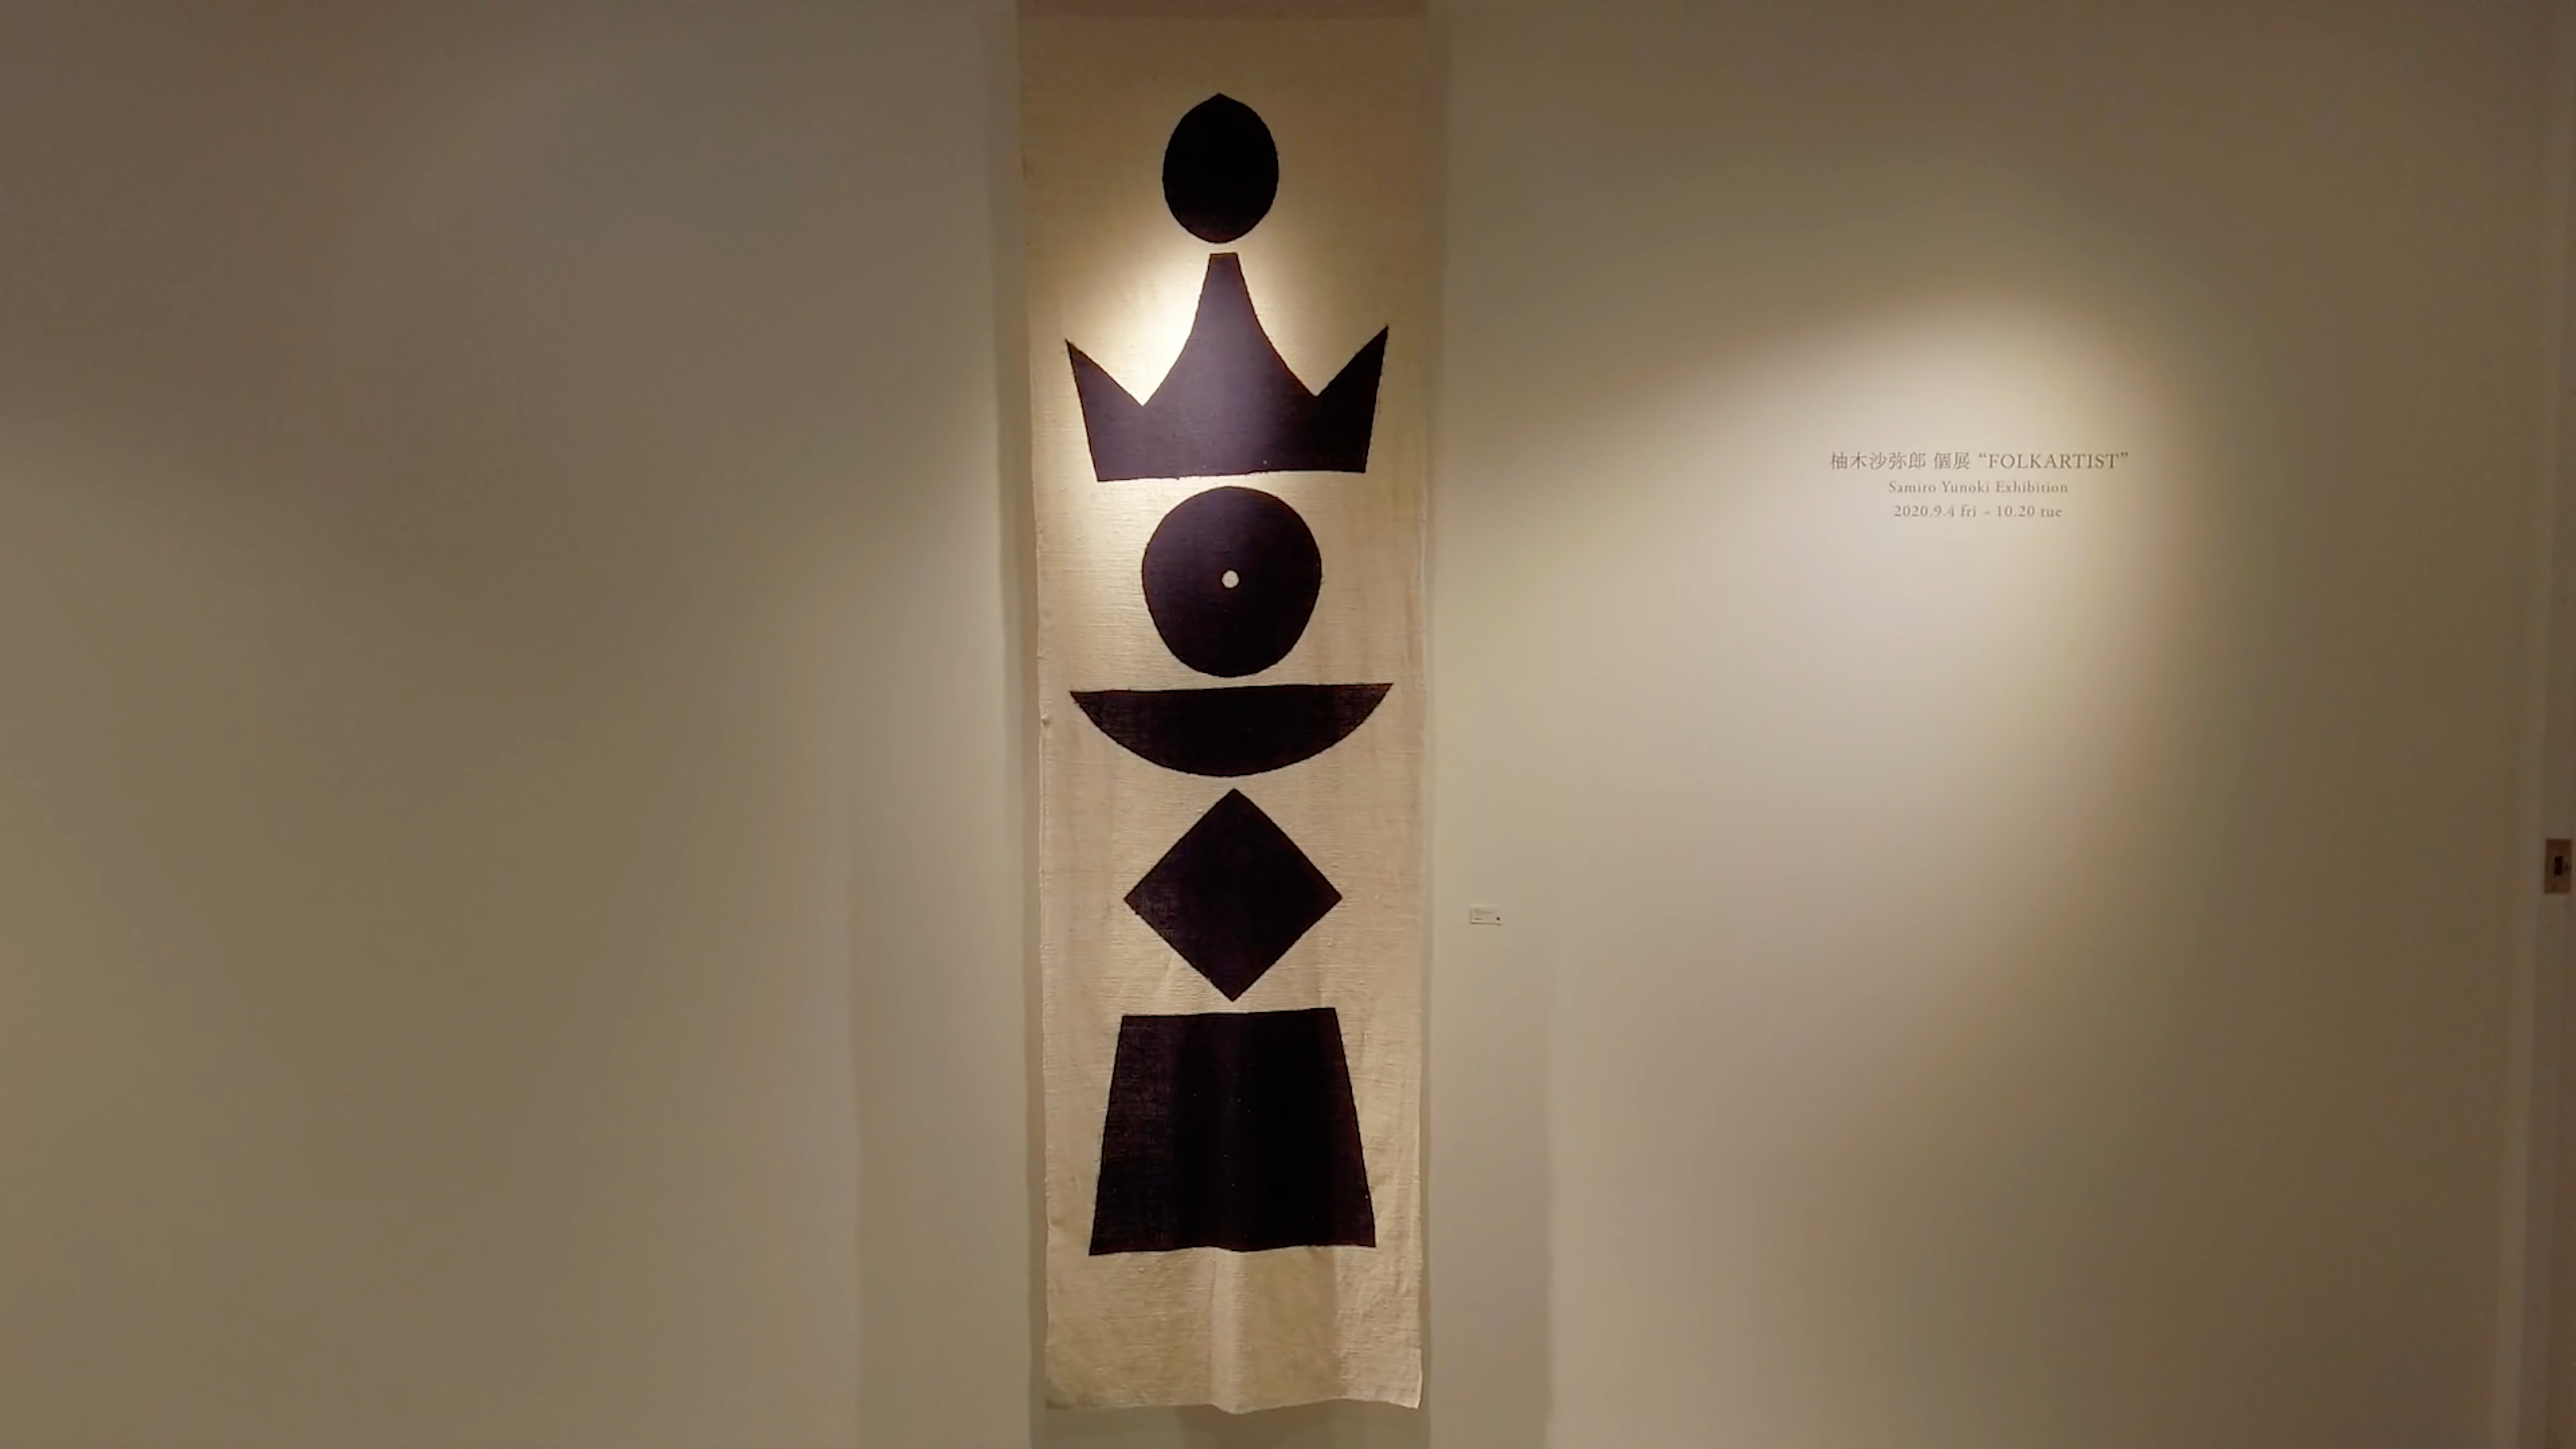 柚木沙弥郎 個展 “FOLKARTIST”
Samiro Yunoki Exhibition
2020.9.4 fri – 10.20 tue